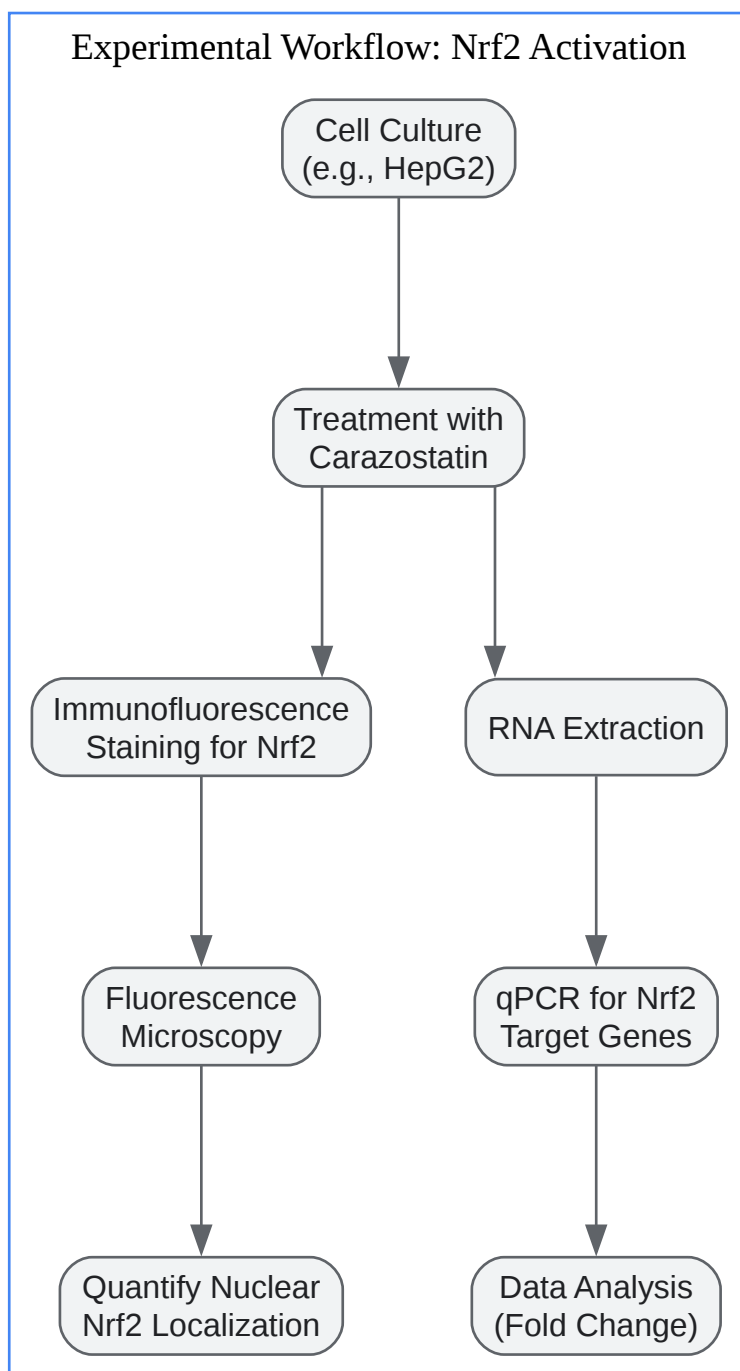 Experimental Workflow: Nrf2 Activation
Cell Culture
(e.g., HepG2)
Treatment with
Carazostatin
Immunofluorescence
Staining for Nrf2
RNA Extraction
Fluorescence
Microscopy
qPCR for Nrf2
Target Genes
Quantify Nuclear
Nrf2 Localization
Data Analysis
(Fold Change)